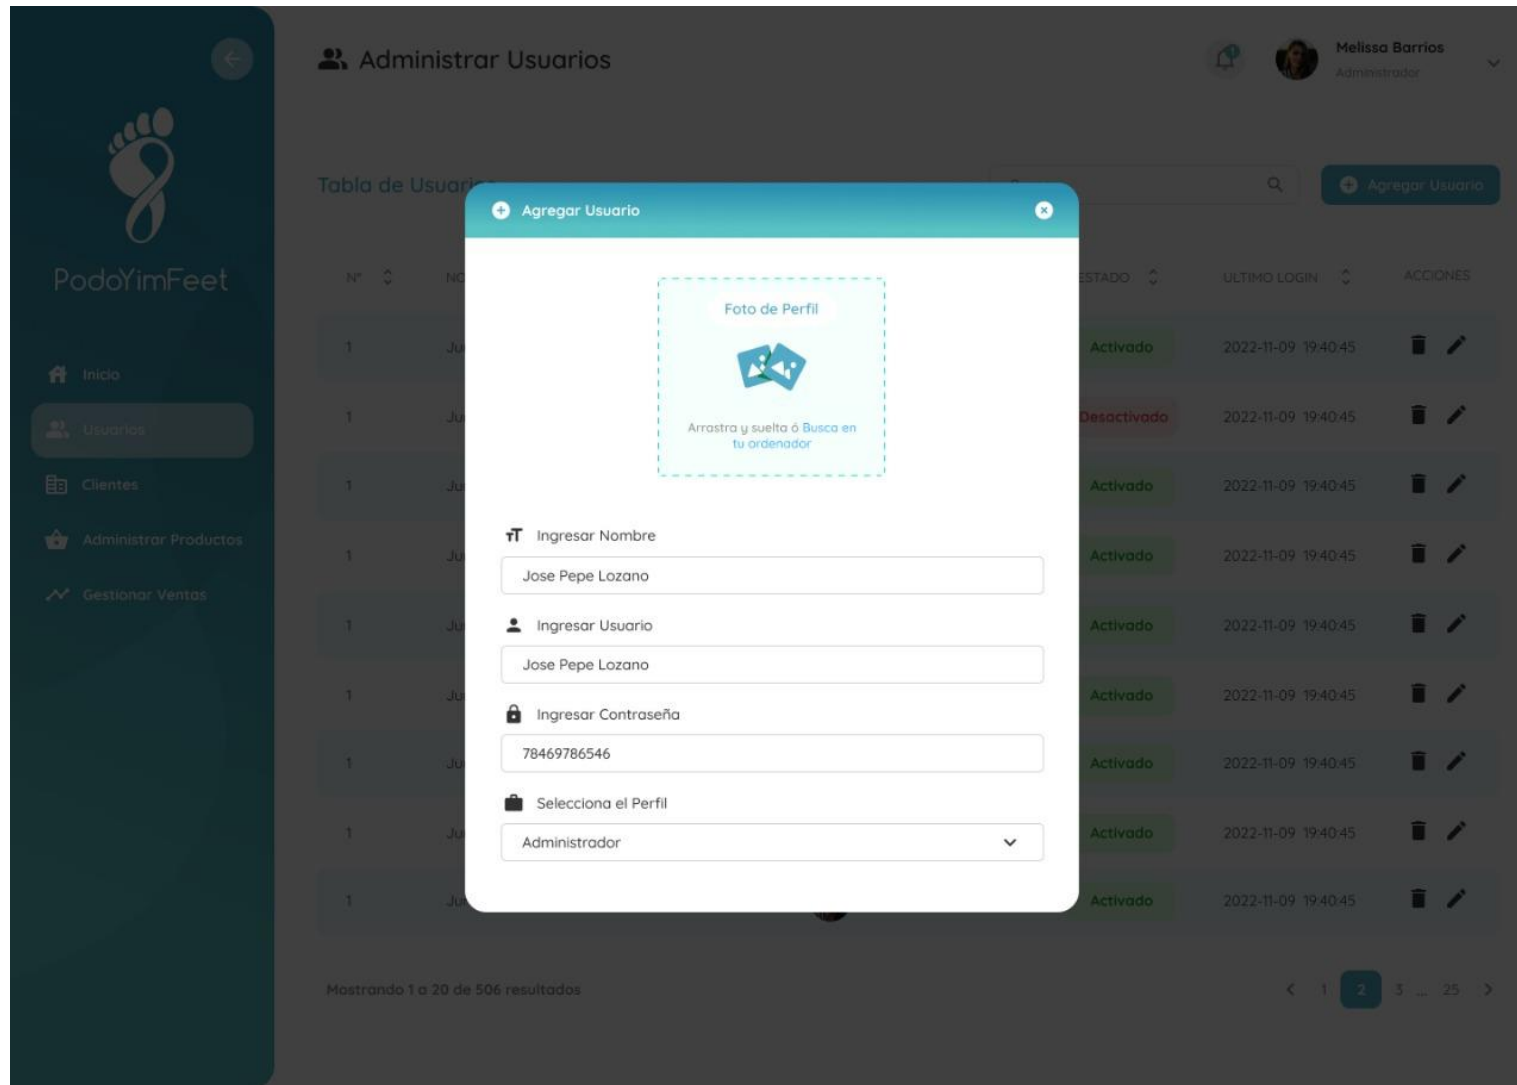 Administrar Usuarios
1
Melissa Barrios
Administrador
PodoYimFeet
Inicio
Usuarios
Clientes
Administrar Productos
Gestionar Ventas
Tabla de
Agregar Usuario
N°
ESTADO
ULTIMO LOGIN
ACCIONES
1
Activado
2022-11-09 19:40:45
1
Desactivado
2022-11-09 19:40:45
1
Activado
2022-11-09 19:40:45
1
Activado
2022-11-09 19:40:45
1
Activado
2022-11-09 19:40:45
1
Activado
2022-11-09 19:40:45
1
Activado
2022-11-09 19:40:45
1
Activado
2022-11-09 19:40:45
1
Activado
2022-11-09 19:40:45
Mostrando 1 a 20 de 506 resultados
1 2 3 ... 25
Agregar Usuario
Foto de Perfil
Arrastra y suelta ó Busca en
tu ordenador
Ingresar Nombre
Jose Pepe Lozano
Ingresar Usuario
Jose Pepe Lozano
Ingresar Contraseña
78469786546
Selecciona el Perfil
Administrador